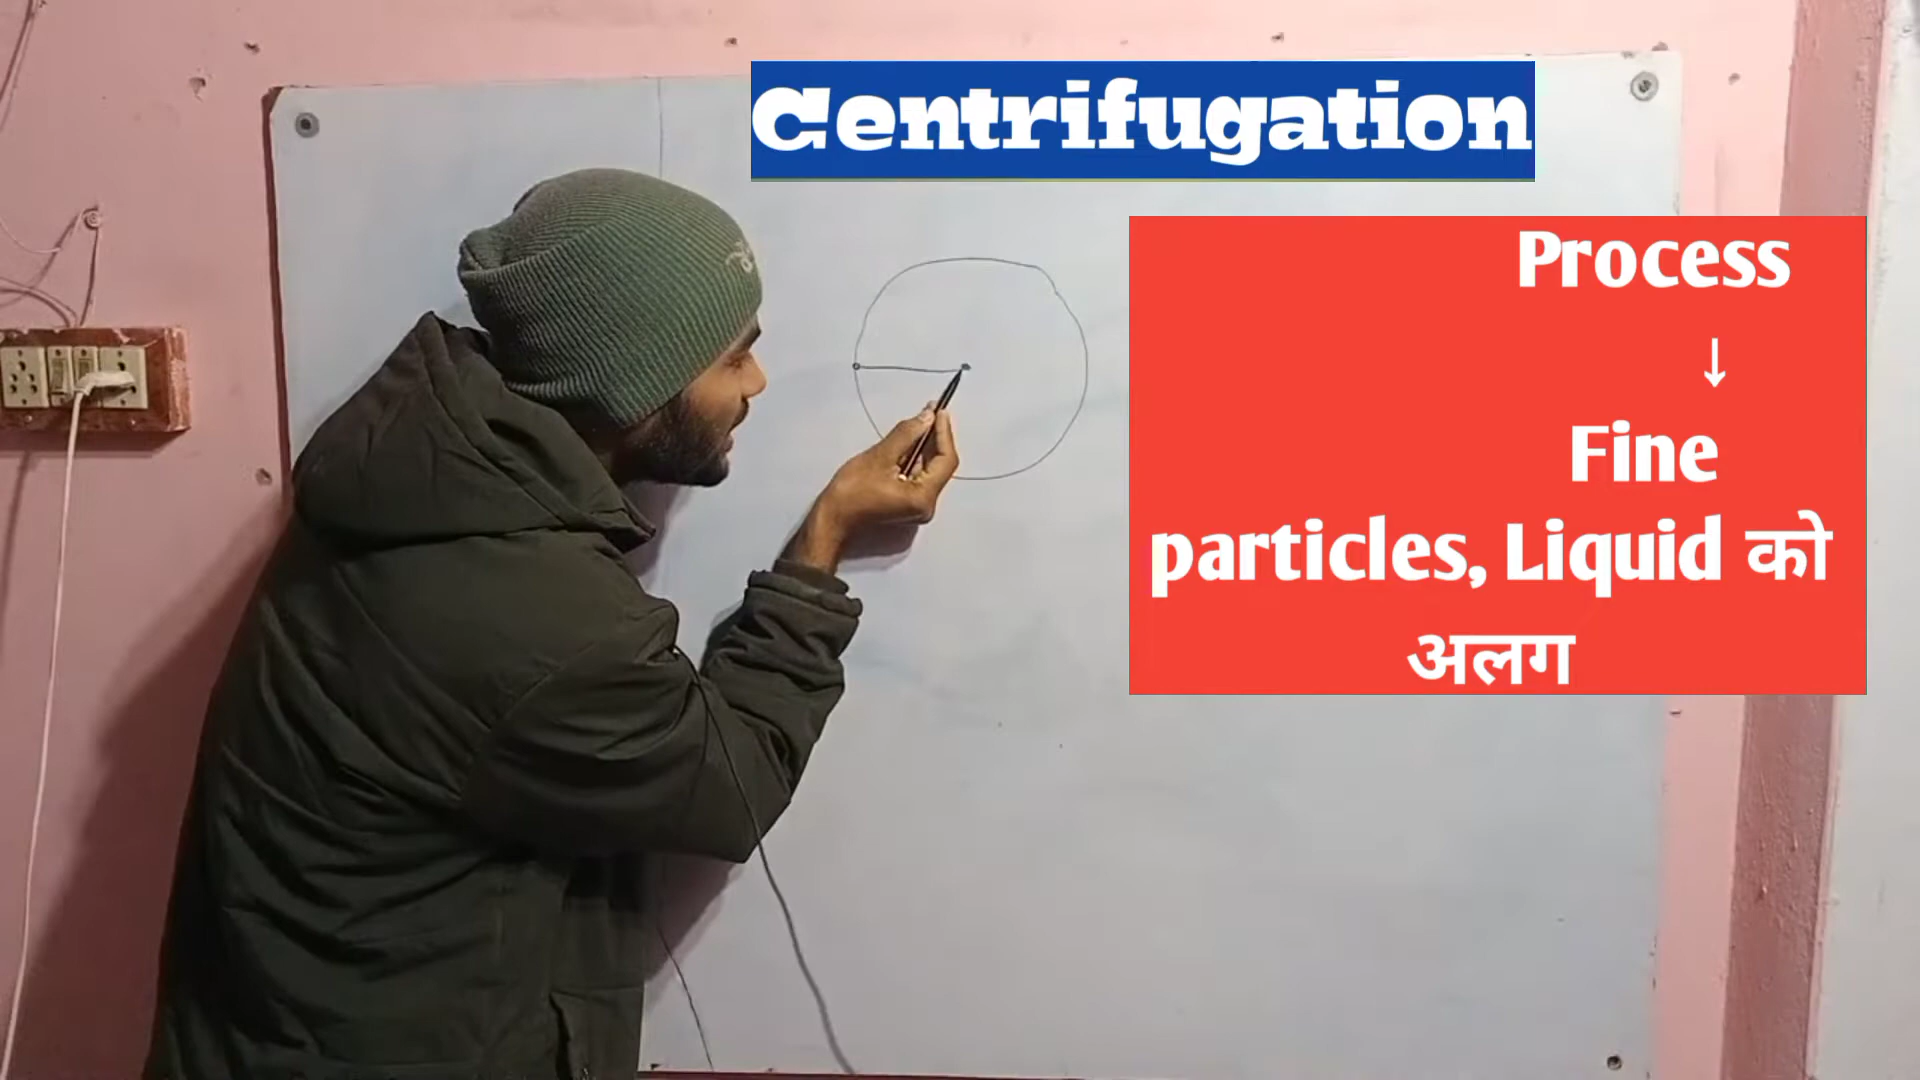 Centrifugation
Process
↓
Fine
particles, Liquid को
अलग